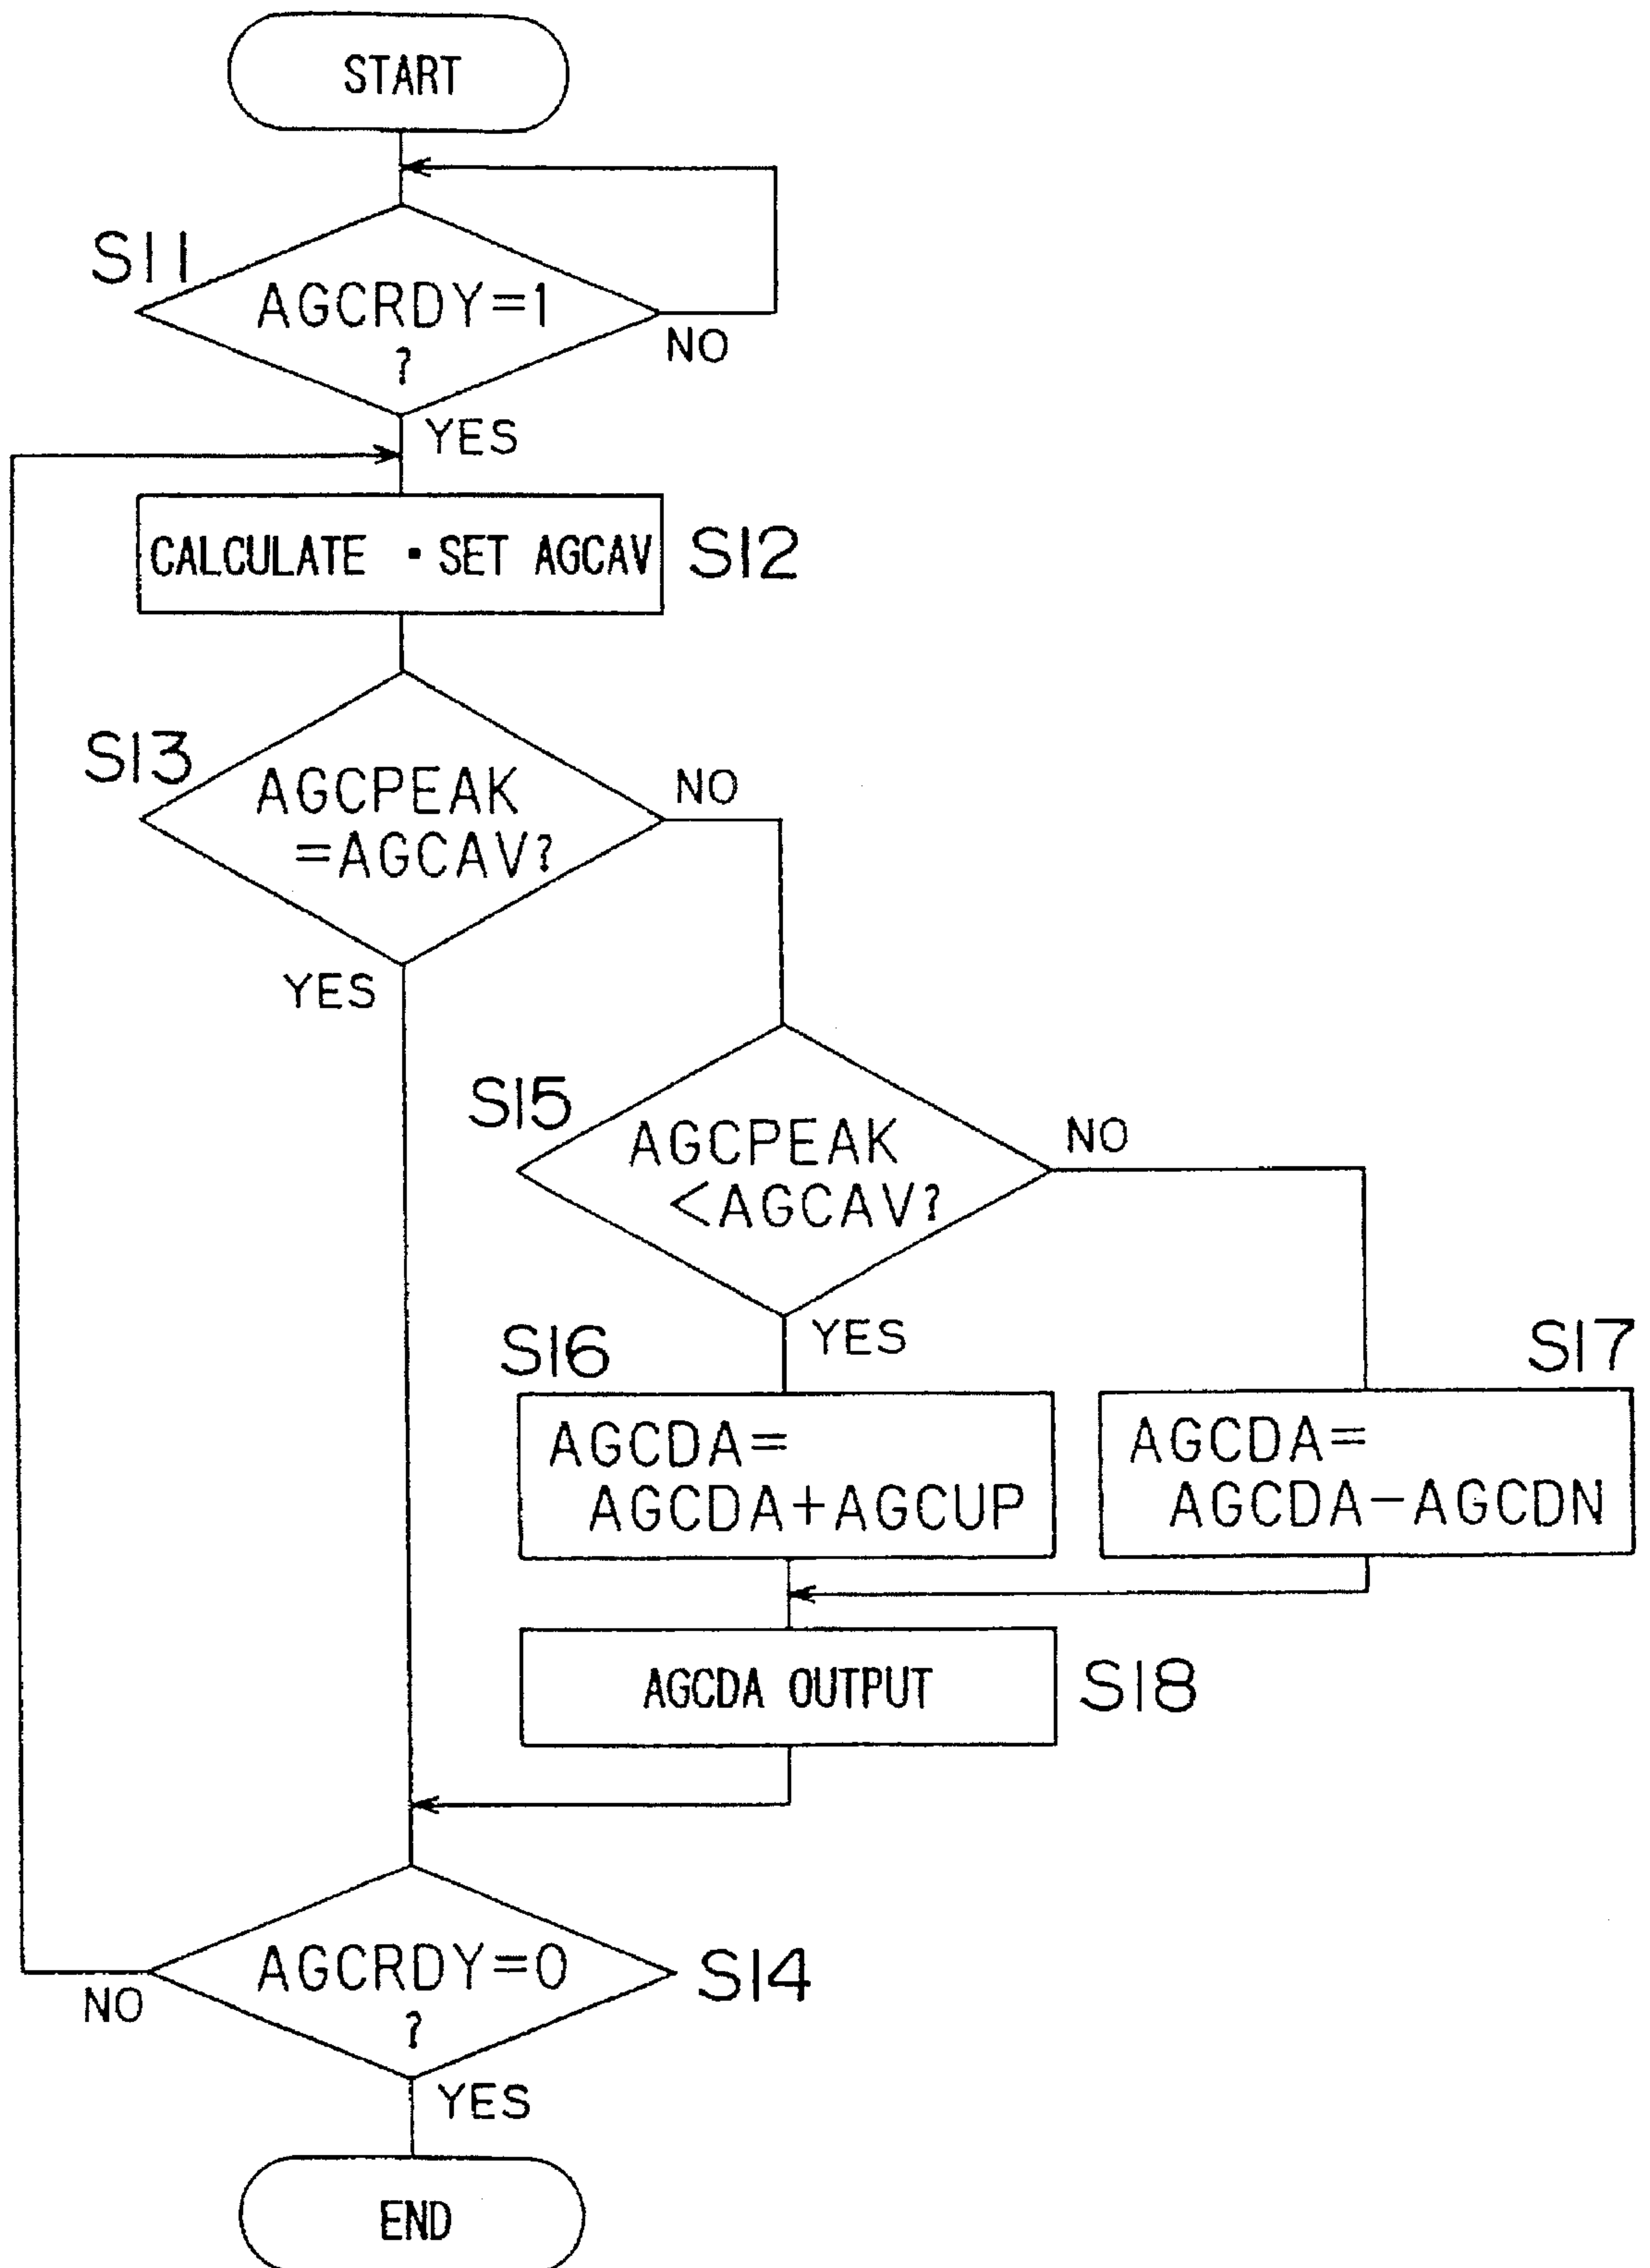 START
S11
AGCRDY=1
?
NO
YES
CALCULATE ・SET AGCAV
S12
S13
AGCPEAK
=AGCAV?
NO
YES
S15
AGCPEAK
<AGCAV?
NO
YES
S16
S17
AGCDA=
AGCDA+AGCUP
AGCDA=
AGCDA-AGCDN
AGCDA OUTPUT
S18
AGCRDY=0
?
S14
NO
YES
END